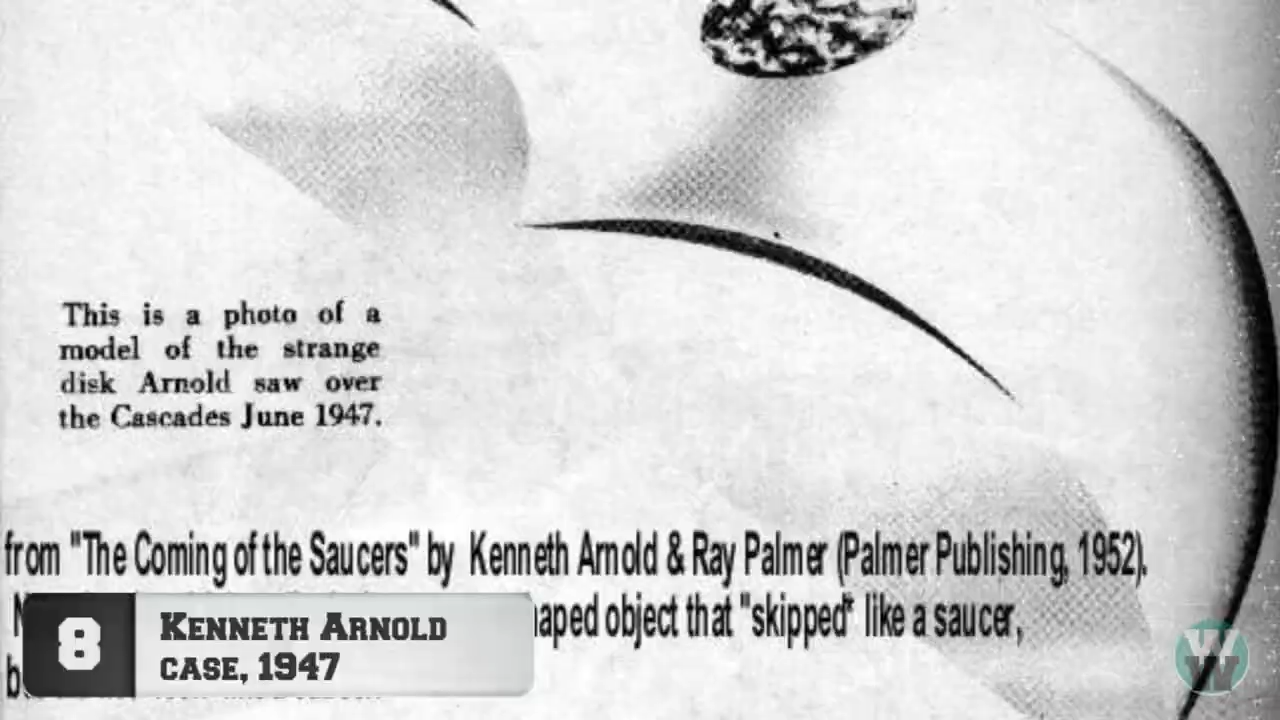 This is a photo of a
model of the strange
disk Arnold saw over
the Cascades June 1947.
from "The Coming of the Saucers" by Kenneth Arnold & Ray Palmer (Palmer Publishing, 1952).
object that "skipped" like a saucer,
8
KENNETH ARNOLD
CASE, 1947
WW